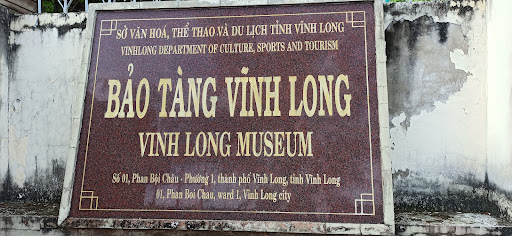 SỞ VĂN HOÁ, THỂ THAO VÀ DU LỊCH TỈNH VĨNH LONG
VINHLONG DEPARTMENT OF CULTURE, SPORTS AND TOURISM
BẢO TÀNG VĨNH LONG
VINH LONG MUSEUM
Số 01, Phan Bội Châu - Phường 1, thành phố Vĩnh Long, tỉnh Vĩnh Long
01, Phan Boi Chau, ward 1, Vinh Long city